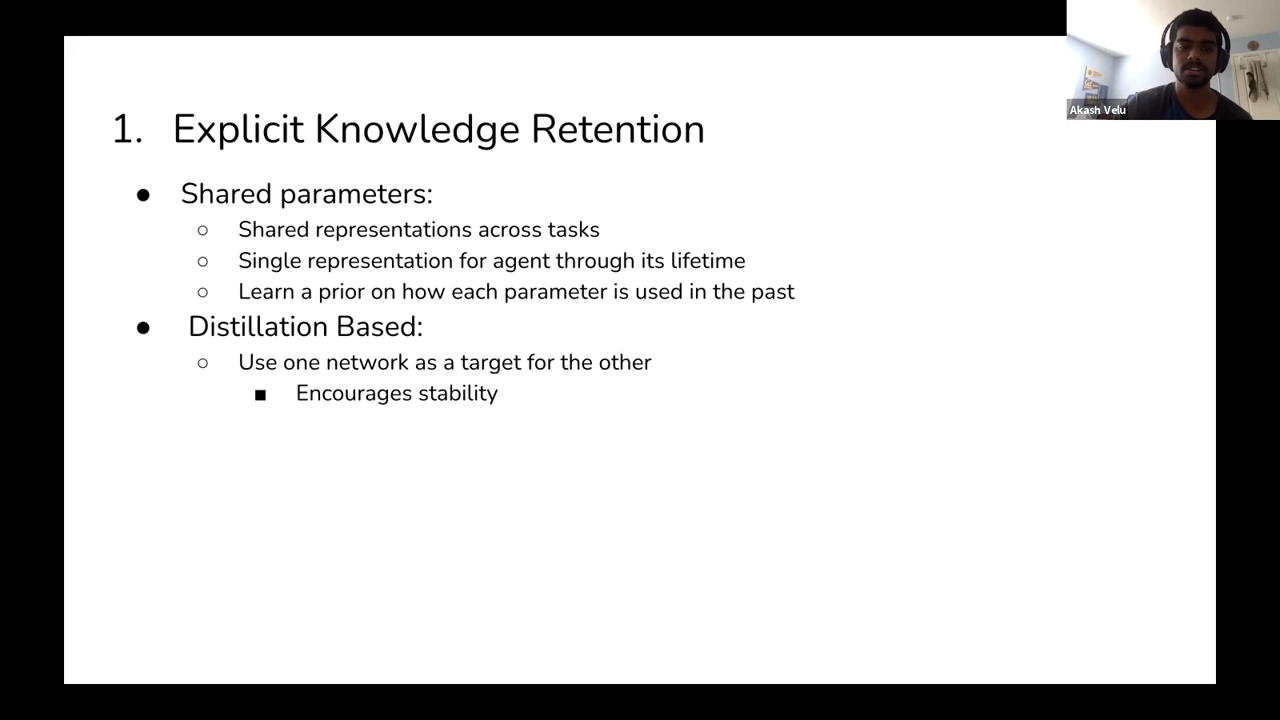 Akash Velu
1. Explicit Knowledge Retention
● Shared parameters:
○ Shared representations across tasks
○ Single representation for agent through its lifetime
○ Learn a prior on how each parameter is used in the past
● Distillation Based:
○ Use one network as a target for the other
■ Encourages stability